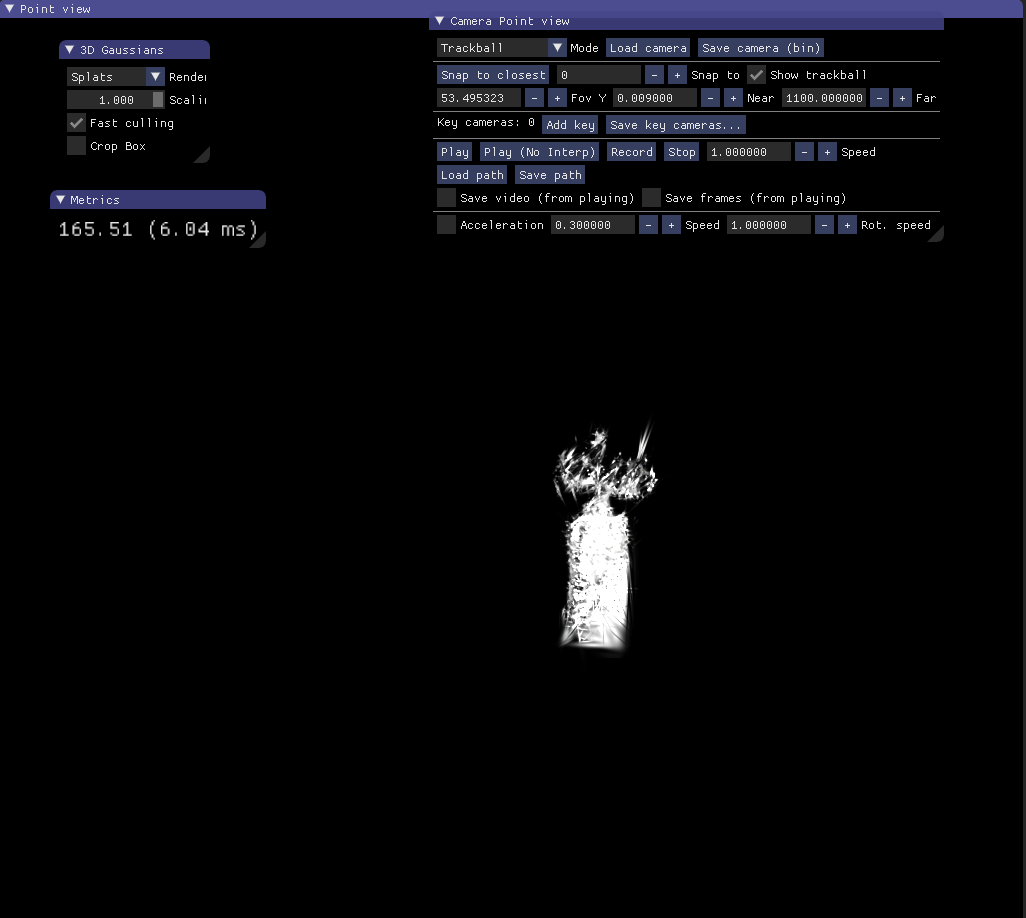 Point view
Camera Point view
Trackball Mode Load camera Save camera (bin)
Snap to closest 0 - + Snap to Show trackball
53.495323 - + Fov Y 0.009000 - + Near 1100.000000 - + Far
Key cameras: 0 Add key Save key cameras...
Play Play (No Interp) Record Stop 1.000000 - + Speed
Load path Save path
Save video (from playing) Save frames (from playing)
Acceleration 0.300000 - + Speed 1.000000 - + Rot. speed
3D Gaussians
Splats Render
1.000 Scalin
Fast culling
Crop Box
Metrics
165.51 (6.04 ms)